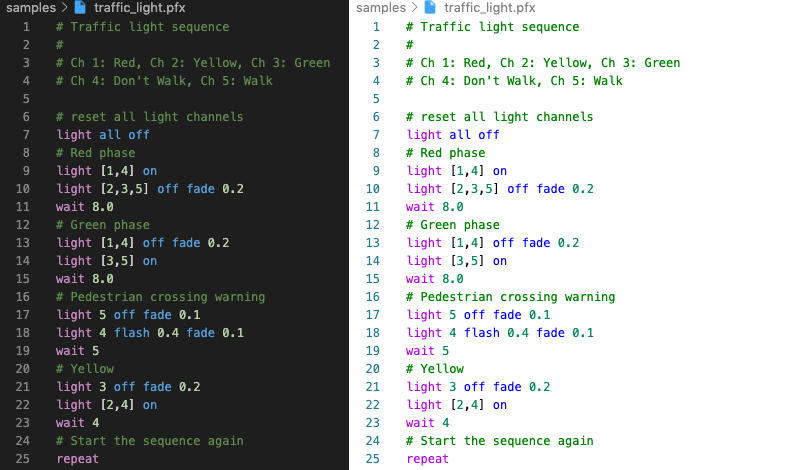 samples > traffic_light.pfx
1 # Traffic light sequence
2 #
3 # Ch 1: Red, Ch 2: Yellow, Ch 3: Green
4 # Ch 4: Don't Walk, Ch 5: Walk
5
6 # reset all light channels
7 light all off
8 # Red phase
9 light [1,4] on
10 light [2,3,5] off fade 0.2
11 wait 8.0
12 # Green phase
13 light [1,4] off fade 0.2
14 light [3,5] on
15 wait 8.0
16 # Pedestrian crossing warning
17 light 5 off fade 0.1
18 light 4 flash 0.4 fade 0.1
19 wait 5
20 # Yellow
21 light 3 off fade 0.2
22 light [2,4] on
23 wait 4
24 # Start the sequence again
25 repeat
samples > traffic_light.pfx
1 # Traffic light sequence
2 #
3 # Ch 1: Red, Ch 2: Yellow, Ch 3: Green
4 # Ch 4: Don't Walk, Ch 5: Walk
5
6 # reset all light channels
7 light all off
8 # Red phase
9 light [1,4] on
10 light [2,3,5] off fade 0.2
11 wait 8.0
12 # Green phase
13 light [1,4] off fade 0.2
14 light [3,5] on
15 wait 8.0
16 # Pedestrian crossing warning
17 light 5 off fade 0.1
18 light 4 flash 0.4 fade 0.1
19 wait 5
20 # Yellow
21 light 3 off fade 0.2
22 light [2,4] on
23 wait 4
24 # Start the sequence again
25 repeat